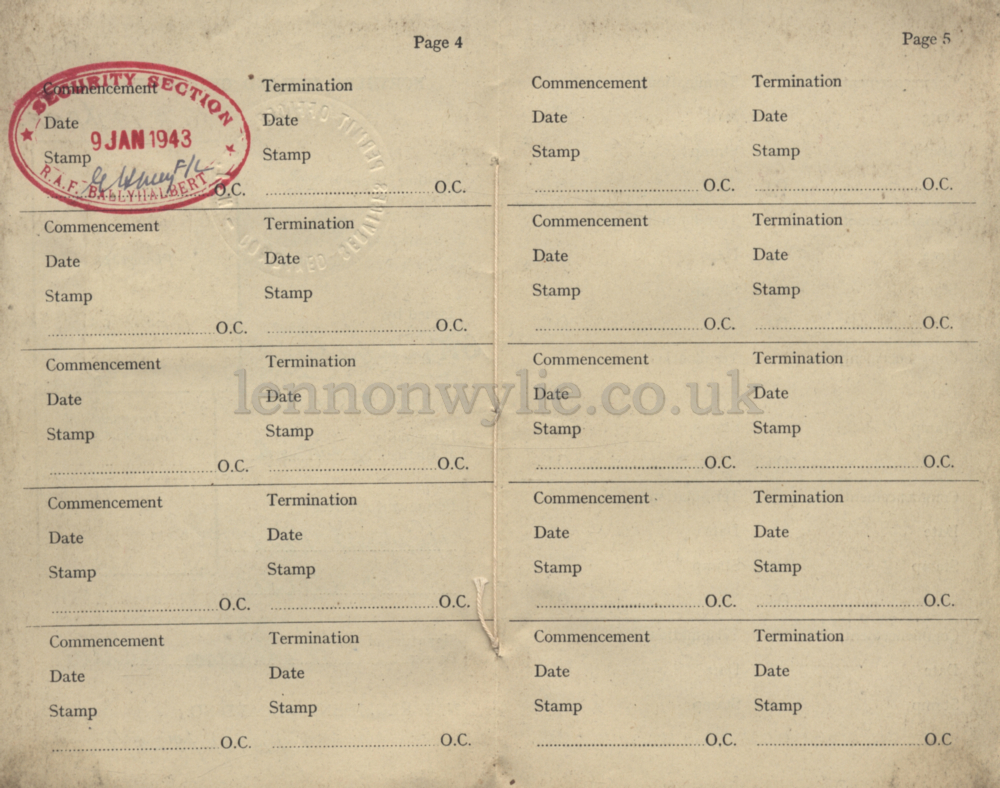 Page 4
Commencement
Termination
SECURITY SECTION
Date
Date
9 JAN 1943
Stamp
Stamp
R.A.F. BALLYHALBERT
O.C.
O.C.
Commencement
Termination
Date
Date
Stamp
Stamp
O.C.
O.C.
Commencement
Termination
Date
Date
Stamp
Stamp
O.C.
O.C.
Commencement
Termination
Date
Date
Stamp
Stamp
O.C.
O.C.
Commencement
Termination
Date
Date
Stamp
Stamp
O.C.
O.C.
Page 5
Commencement
Termination
Date
Date
Stamp
Stamp
O.C.
O.C.
Commencement
Termination
Date
Date
Stamp
Stamp
O.C.
O.C.
Commencement
Termination
Date
Date
Stamp
Stamp
O.C.
O.C.
Commencement
Termination
Date
Date
Stamp
Stamp
O.C.
O.C.
Commencement
Termination
Date
Date
Stamp
Stamp
O.C.
O.C
lennonwylie.co.uk